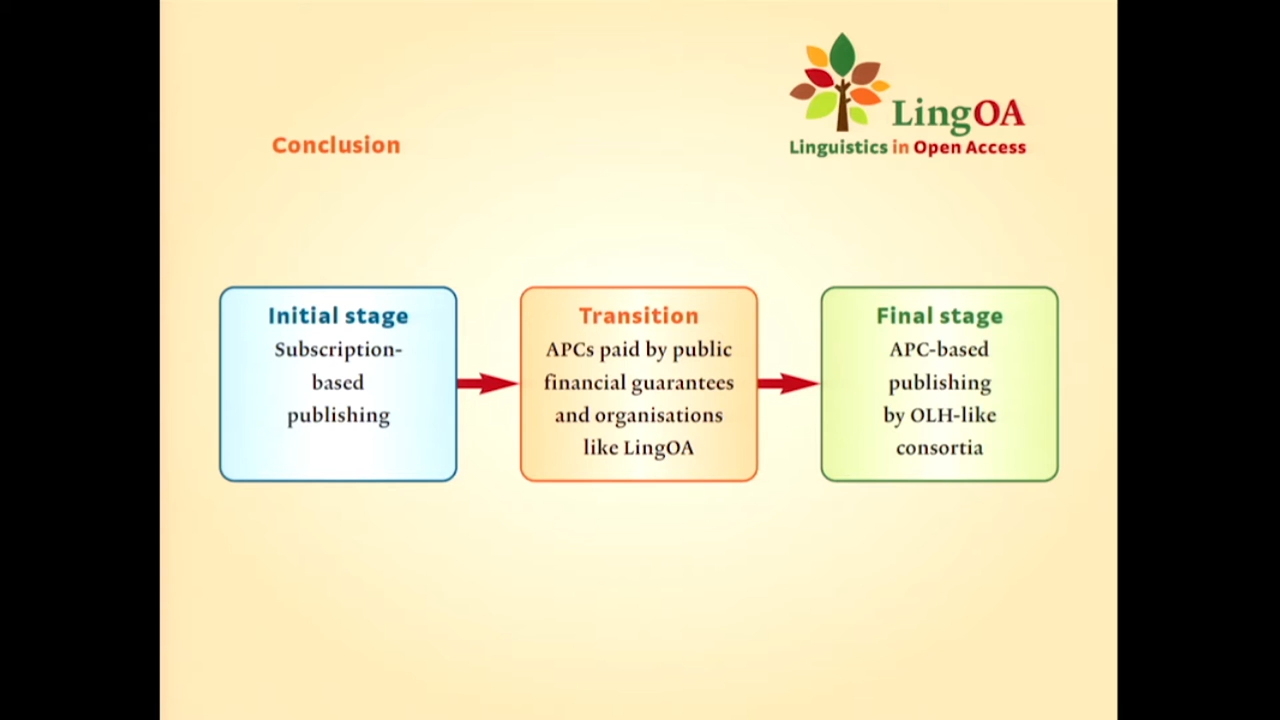 LingOA
Linguistics in Open Access
Conclusion
Initial stage
Subscription-
based
publishing
Transition
APCs paid by public
financial guarantees
and organisations
like LingOA
Final stage
APC-based
publishing
by OLH-like
consortia